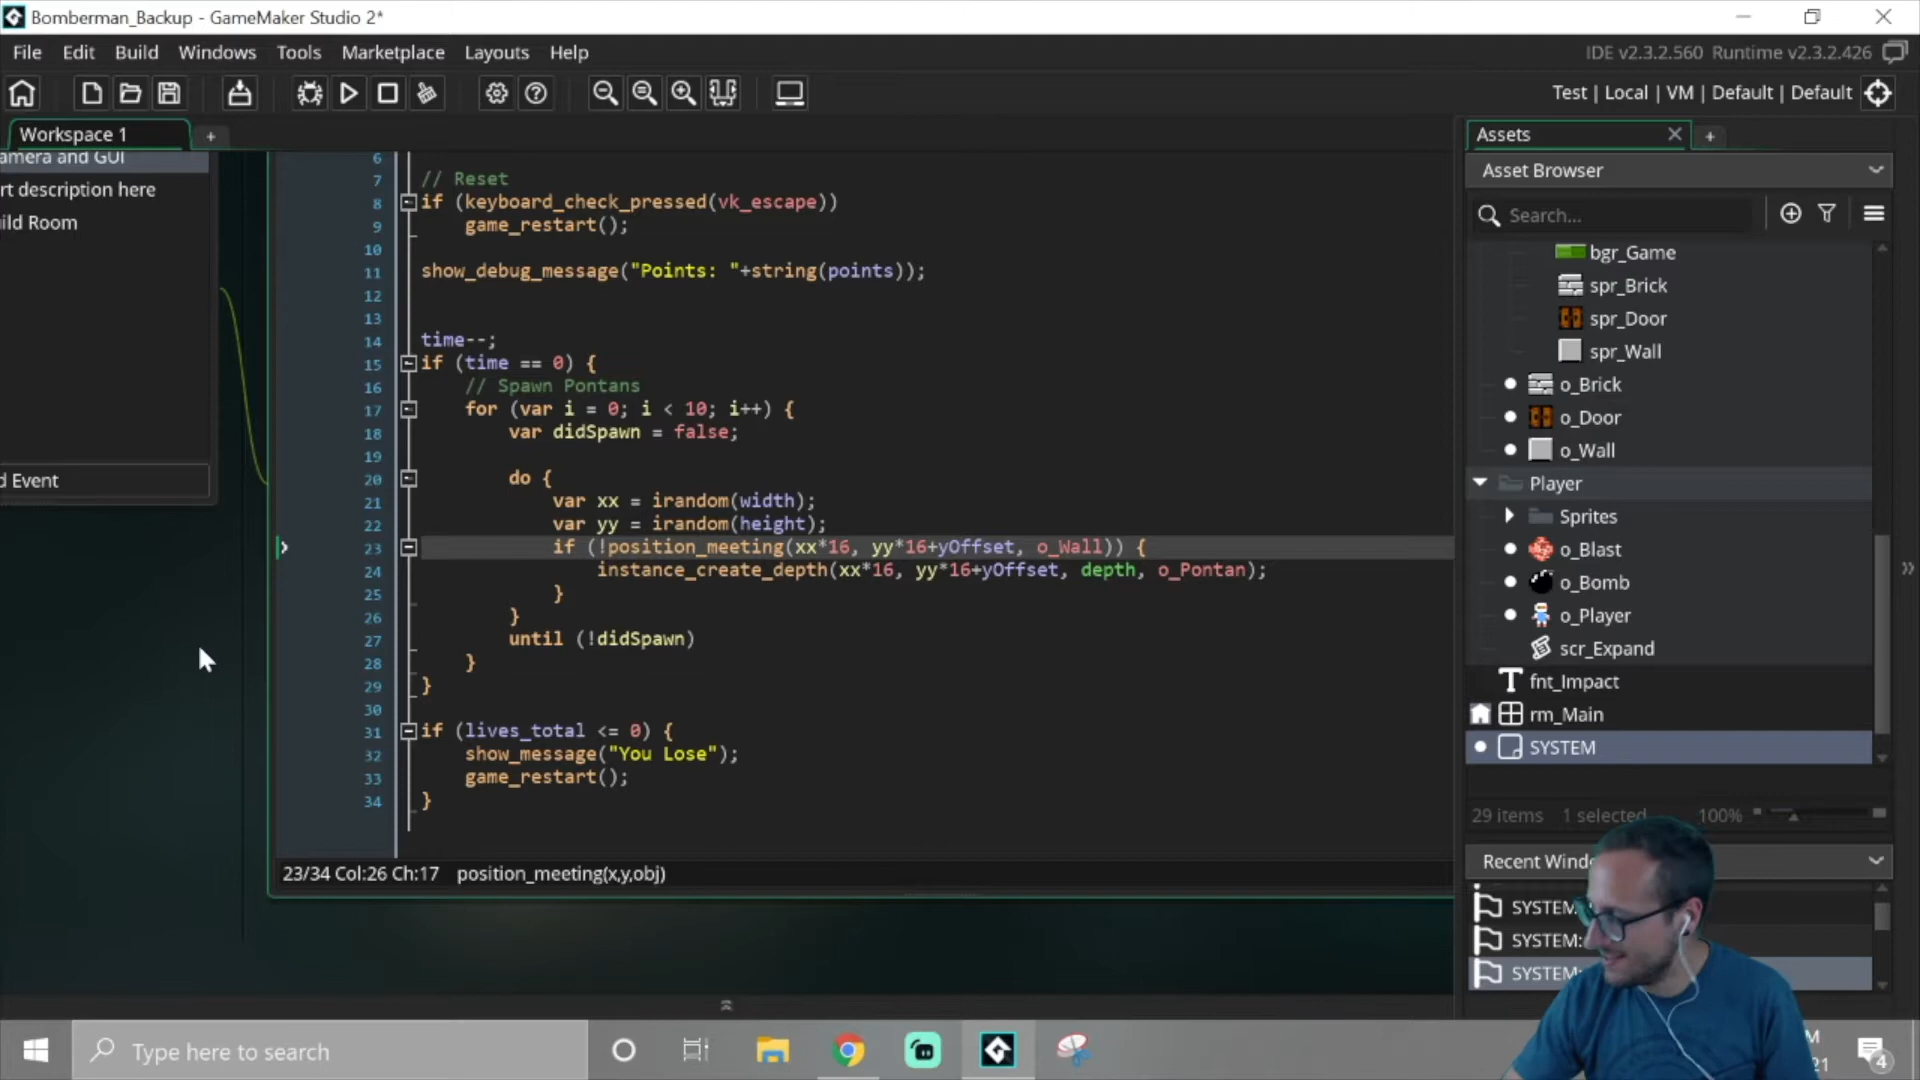 Bomberman_Backup - GameMaker Studio 2*
File Edit Build Windows Tools Marketplace Layouts Help
IDE v2.3.2.560 Runtime v2.3.2.426
Test | Local | VM | Default | Default
Workspace 1
Assets
amera and GUI
rt description here
ild Room
d Event
6
7 // Reset
8 if (keyboard_check_pressed(vk_escape))
9 game_restart();
10
11 show_debug_message("Points: "+string(points));
12
13
14 time--;
15 if (time == 0) {
16 // Spawn Pontans
17 for (var i = 0; i < 10; i++) {
18 var didSpawn = false;
19
20 do {
21 var xx = irandom(width);
22 var yy = irandom(height);
23 if (!position_meeting(xx*16, yy*16+yOffset, o_Wall)) {
24 instance_create_depth(xx*16, yy*16+yOffset, depth, o_Pontan);
25 }
26 }
27 until (!didSpawn)
28 }
29 }
30
31 if (lives_total <= 0) {
32 show_message("You Lose");
33 game_restart();
34 }
23/34 Col:26 Ch:17 position_meeting(x,y,obj)
Asset Browser
Search...
bgr_Game
spr_Brick
spr_Door
spr_Wall
o_Brick
o_Door
o_Wall
Player
Sprites
o_Blast
o_Bomb
o_Player
scr_Expand
fnt_Impact
rm_Main
SYSTEM
29 items 1 selected 100%
Recent Windo
SYSTEM:
SYSTEM:
SYSTEM:
Type here to search
M
21
4